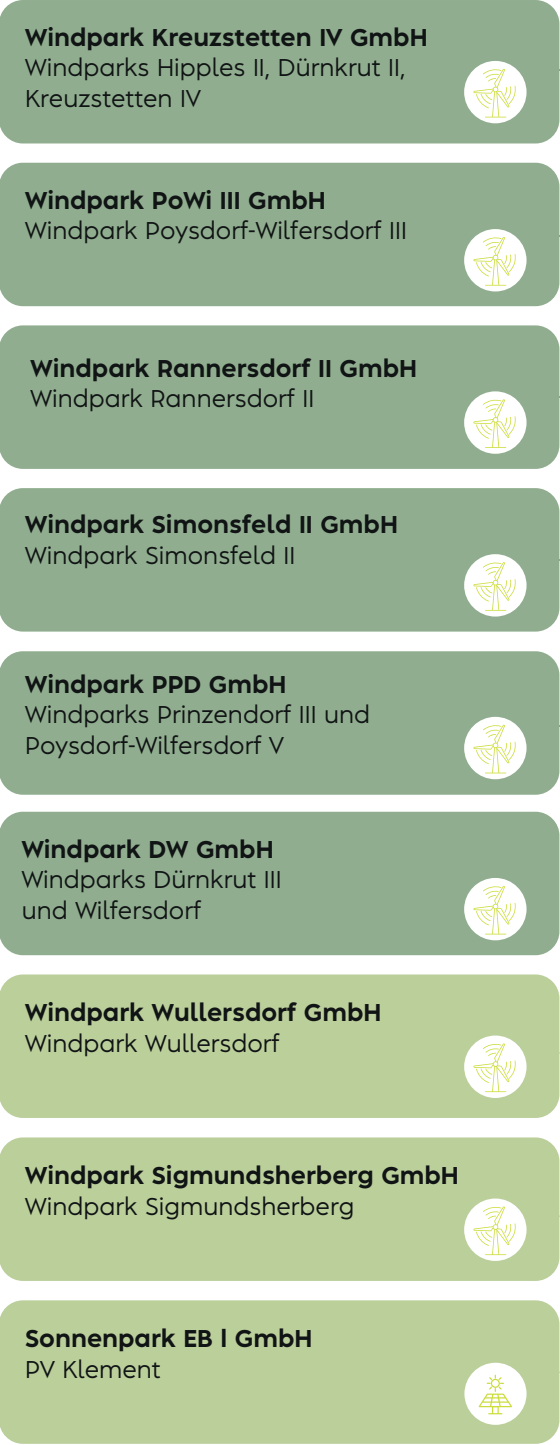 Windpark Kreuzstetten IV GmbH
Windparks Hipples II, Dürnkrut II,
Kreuzstetten IV
Windpark PoWi III GmbH
Windpark Poysdorf-Wilfersdorf III
Windpark Rannersdorf II GmbH
Windpark Rannersdorf II
Windpark Simonsfeld II GmbH
Windpark Simonsfeld II
Windpark PPD GmbH
Windparks Prinzendorf III und
Poysdorf-Wilfersdorf V
Windpark DW GmbH
Windparks Dürnkrut III
und Wilfersdorf
Windpark Wullersdorf GmbH
Windpark Wullersdorf
Windpark Sigmundsherberg GmbH
Windpark Sigmundsherberg
Sonnenpark EB l GmbH
PV Klement